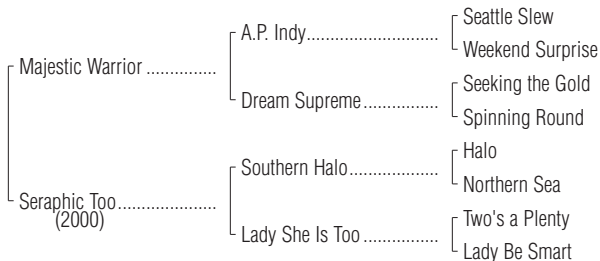 Seattle Slew
A.P. Indy..........................
Weekend Surprise
Majestic Warrior ..............
Seeking the Gold
Dream Supreme...............
Spinning Round
Halo
Southern Halo..................
Northern Sea
Seraphic Too....................
(2000)
Two's a Plenty
Lady She Is Too ...............
Lady Be Smart